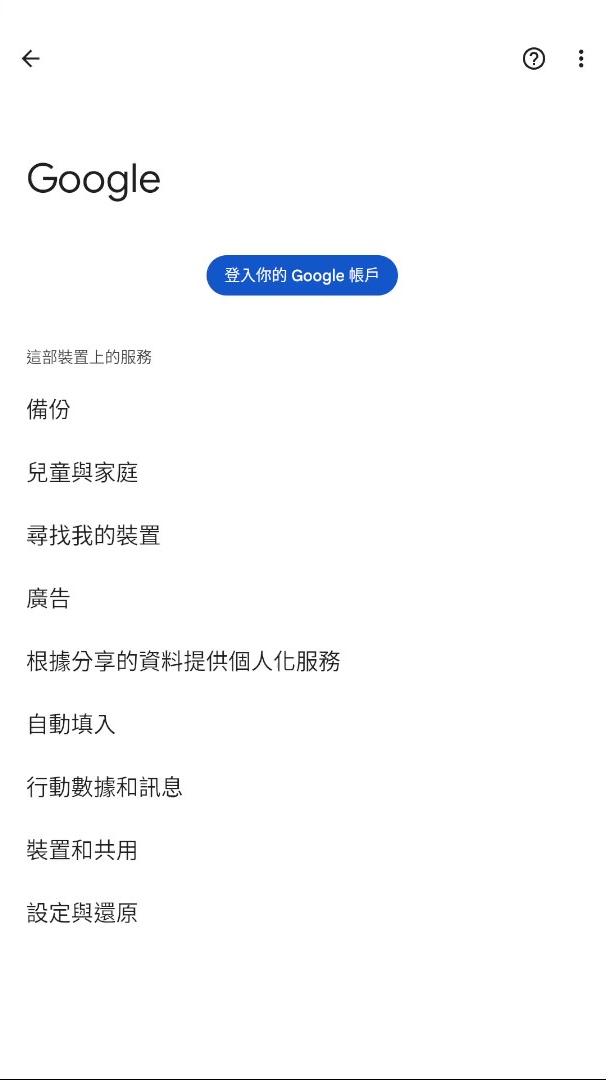 Google
登入你的 Google 帳戶
這部裝置上的服務
備份
兒童與家庭
尋找我的裝置
廣告
根據分享的資料提供個人化服務
自動填入
行動數據和訊息
裝置和共用
設定與還原